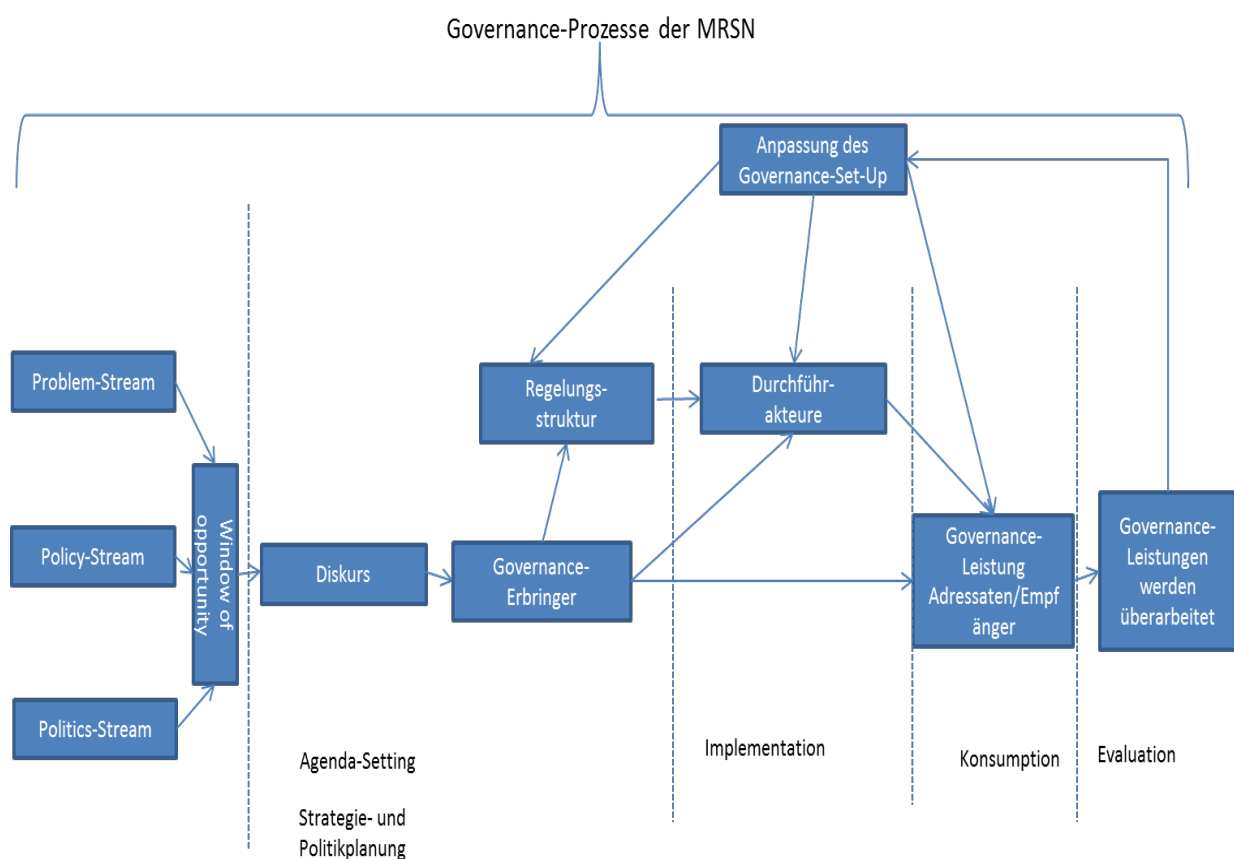 Governance-Prozesse der MRSN
Anpassung des
Governance-Set-Up
Problem-Stream
Policy-Stream
Politics-Stream
Window of
opportunity
Diskurs
Governance-
Erbringer
Regelungs-
struktur
Durchführ-
akteure
Governance-
Leistung
Adressaten/Empf
änger
Governance-
Leistungen
werden
überarbeitet
Agenda-Setting
Strategie- und
Politikplanung
Implementation
Konsumption
Evaluation